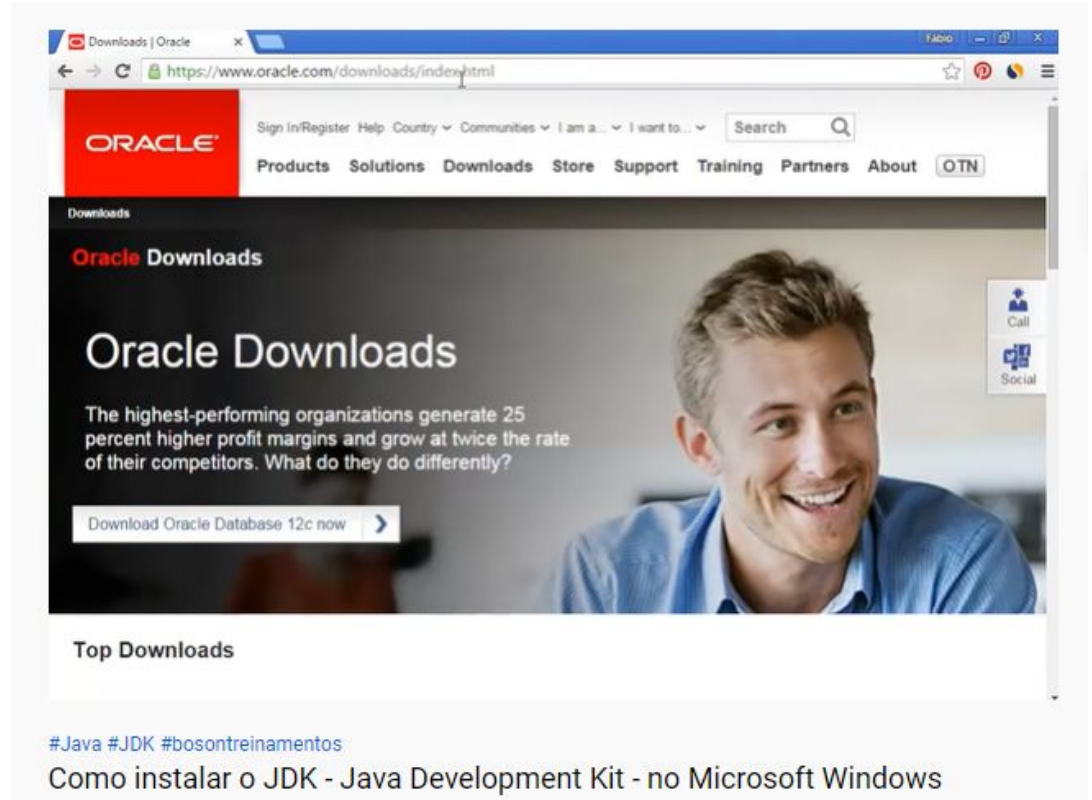 Downloads | Oracle
Fábio
https://www.oracle.com/downloads/index.html
ORACLE
Sign In/Register Help Country Communities I am a... I want to... Search
Products Solutions Downloads Store Support Training Partners About OTN
Downloads
Oracle Downloads
Call
Social
Oracle Downloads
The highest-performing organizations generate 25
percent higher profit margins and grow at twice the rate
of their competitors. What do they do differently?
Download Oracle Database 12c now
Top Downloads
#Java #JDK #bosontreinamentos
Como instalar o JDK - Java Development Kit - no Microsoft Windows